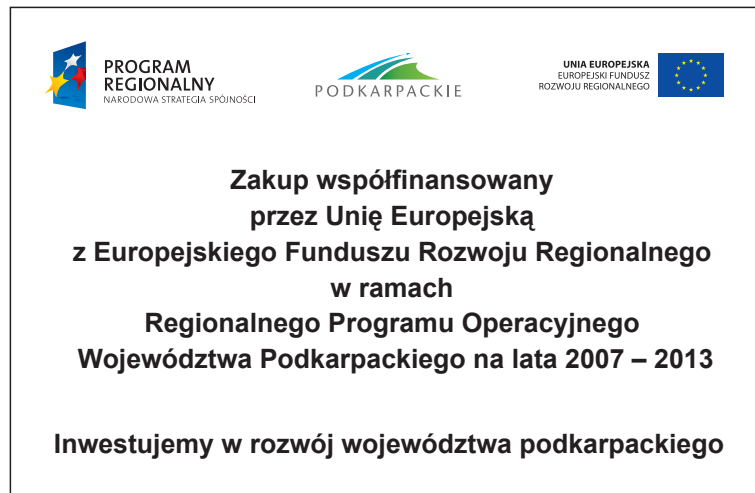 PROGRAM
REGIONALNY
NARODOWA STRATEGIA SPÓJNOŚCI
PODKARPACKIE
UNIA EUROPEJSKA
EUROPEJSKI FUNDUSZ
ROZWOJU REGIONALNEGO
Zakup współfinansowany
przez Unię Europejską
z Europejskiego Funduszu Rozwoju Regionalnego
w ramach
Regionalnego Programu Operacyjnego
Województwa Podkarpackiego na lata 2007 – 2013
Inwestujemy w rozwój województwa podkarpackiego